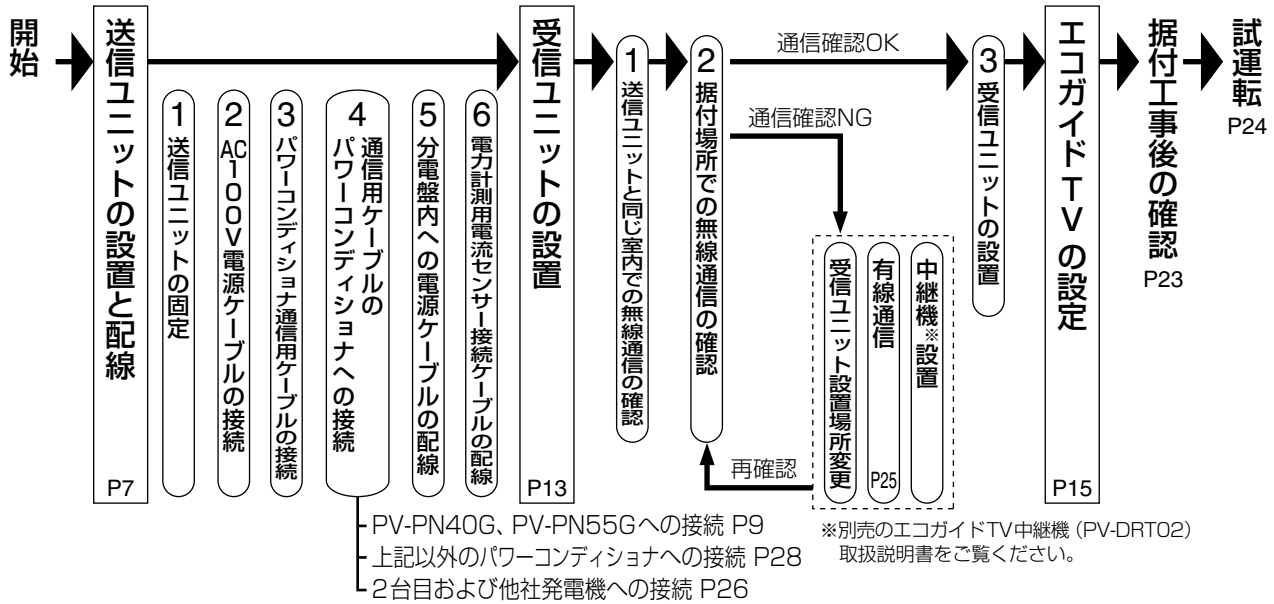 開始
送信ユニットの設置と配線
P7
1 送信ユニットの固定
2 AC100V電源ケーブルの接続
3 パワーコンディショナ通信用ケーブルの接続
4 通信用ケーブルの
パワーコンディショナへの接続
5 分電盤内への電源ケーブルの配線
6 電力計測用電流センサー接続ケーブルの配線
PV-PN40G、PV-PN55Gへの接続 P9
上記以外のパワーコンディショナへの接続 P28
2台目および他社発電機への接続 P26
受信ユニットの設置
P13
1 送信ユニットと同じ室内での無線通信の確認
2 据付場所での無線通信の確認
通信確認OK
通信確認NG
受信ユニット設置場所変更
有線通信
P25
中継機※設置
再確認
※別売のエコガイドTV中継機（PV-DRT02）
取扱説明書をご覧ください。
3 受信ユニットの設置
エコガイドTVの設定
P15
据付工事後の確認
P23
試運転
P24